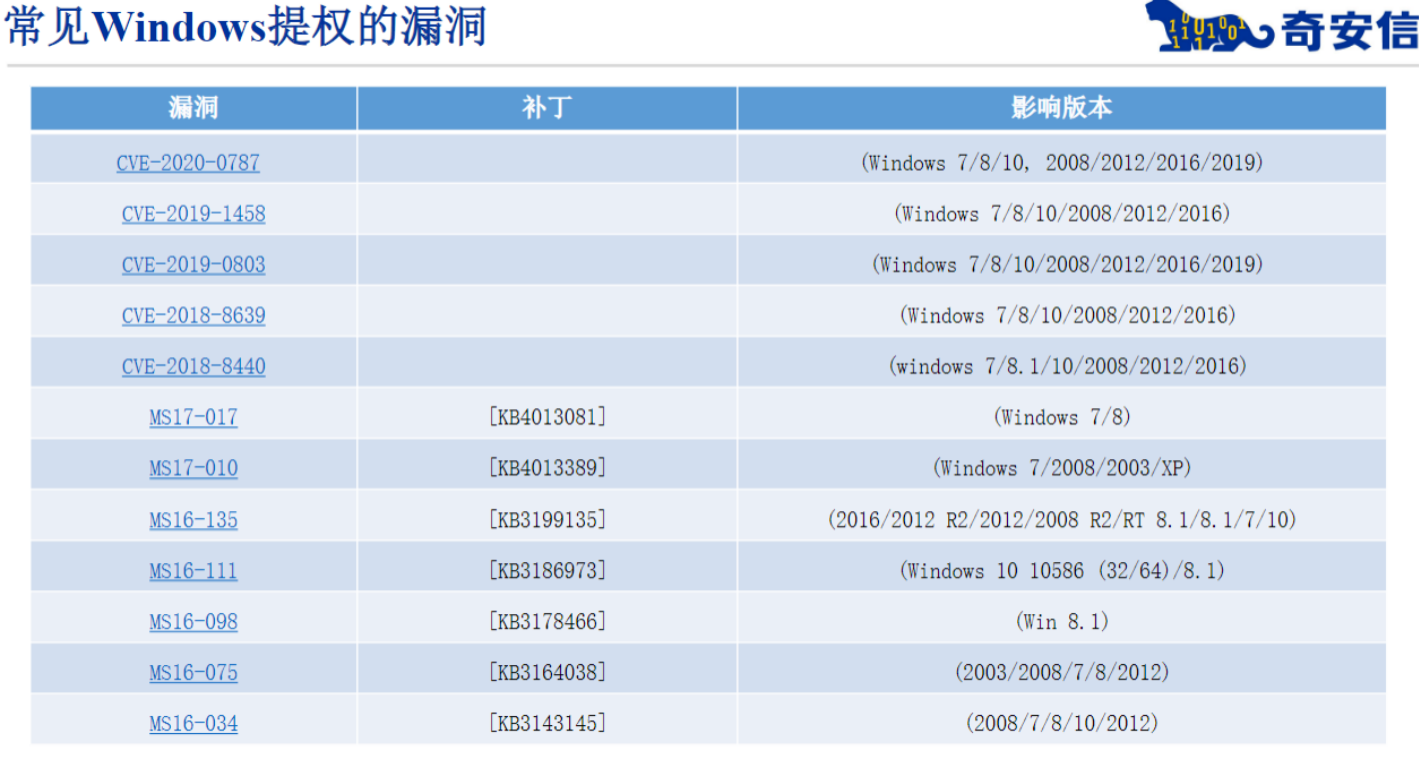 常见Windows提权的漏洞
奇安信
漏洞 补丁 影响版本
CVE-2020-0787 (Windows 7/8/10, 2008/2012/2016/2019)
CVE-2019-1458 (Windows 7/8/10/2008/2012/2016)
CVE-2019-0803 (Windows 7/8/10/2008/2012/2016/2019)
CVE-2018-8639 (Windows 7/8/10/2008/2012/2016)
CVE-2018-8440 (windows 7/8.1/10/2008/2012/2016)
MS17-017 [KB4013081] (Windows 7/8)
MS17-010 [KB4013389] (Windows 7/2008/2003/XP)
MS16-135 [KB3199135] (2016/2012 R2/2012/2008 R2/RT 8.1/8.1/7/10)
MS16-111 [KB3186973] (Windows 10 10586 (32/64)/8.1)
MS16-098 [KB3178466] (Win 8.1)
MS16-075 [KB3164038] (2003/2008/7/8/2012)
MS16-034 [KB3143145] (2008/7/8/10/2012)